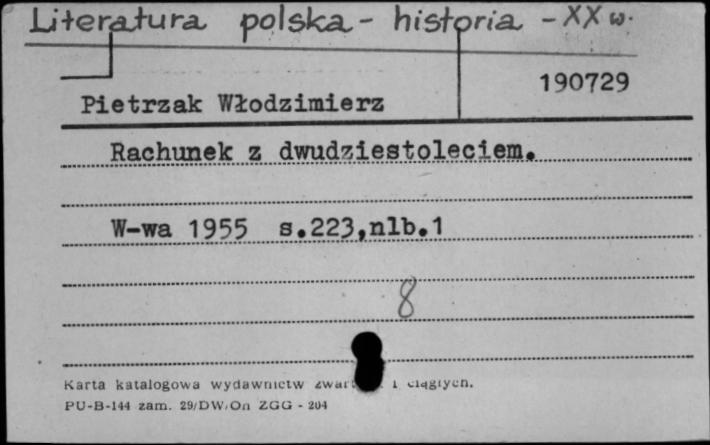 Literatura polska - historia - XX w.
190729
Pietrzak Włodzimierz
Rachunek z dwudziestoleciem.
W-wa 1955 s.223,nlb.1
8
Karta katalogowa wydawnictw i ciągłych.
PU-B-144 zam. 29/DW/On ZGG - 204